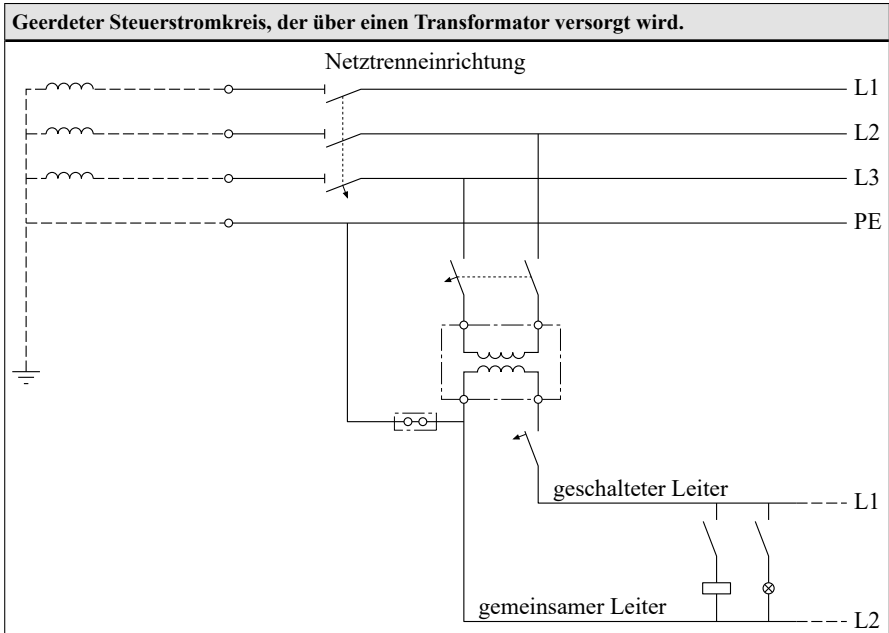 Geerdeter Steuerstromkreis, der über einen Transformator versorgt wird.
Netztrenneinrichtung
L1
L2
L3
PE
geschalteter Leiter
L1
gemeinsamer Leiter
L2